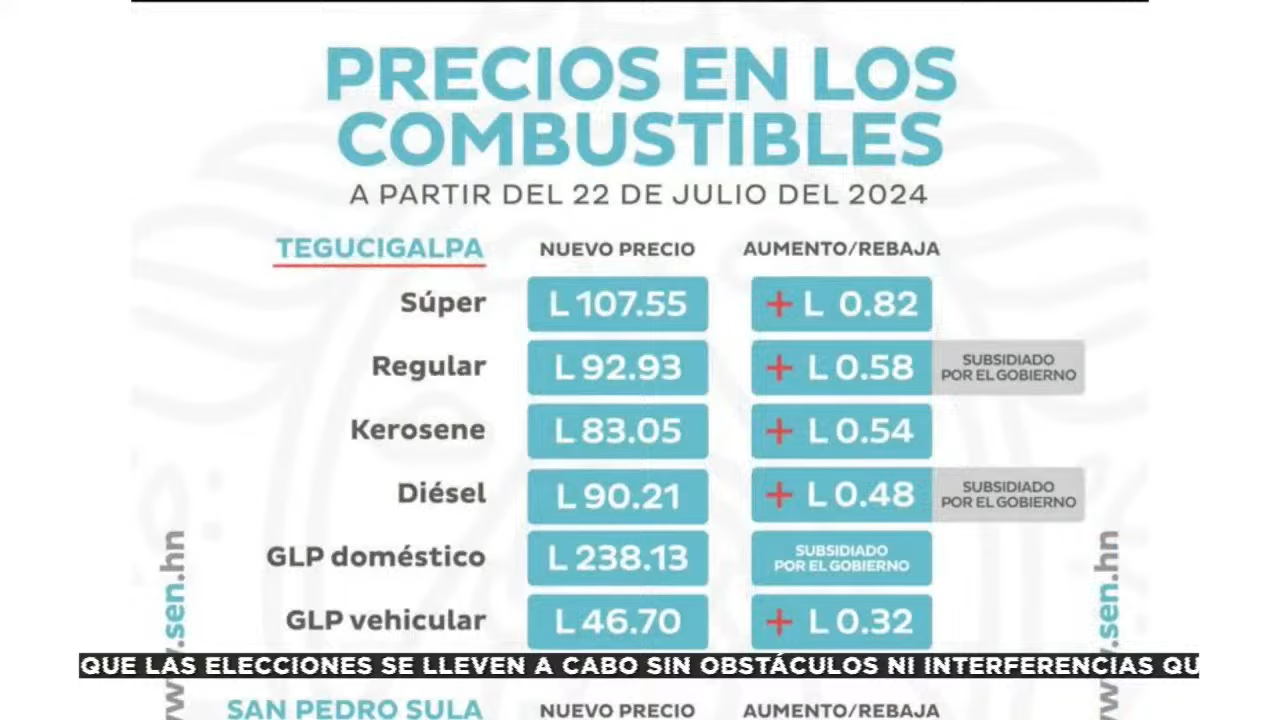 PRECIOS EN LOS
COMBUSTIBLES
A PARTIR DEL 22 DE JULIO DEL 2024
TEGUCIGALPA NUEVO PRECIO AUMENTO/REBAJA
Súper L 107.55 + L 0.82
Regular L 92.93 + L 0.58 SUBSIDIADO
POR EL GOBIERNO
Kerosene L 83.05 + L 0.54
Diésel L 90.21 + L 0.48 SUBSIDIADO
POR EL GOBIERNO
GLP doméstico L 238.13 SUBSIDIADO
POR EL GOBIERNO
GLP vehicular L 46.70 + L 0.32
QUE LAS ELECCIONES SE LLEVEN A CABO SIN OBSTÁCULOS NI INTERFERENCIAS QU
SAN PEDRO SULA NUEVO PRECIO AUMENTO/REBAJA
www.sen.hn
www.sen.hn